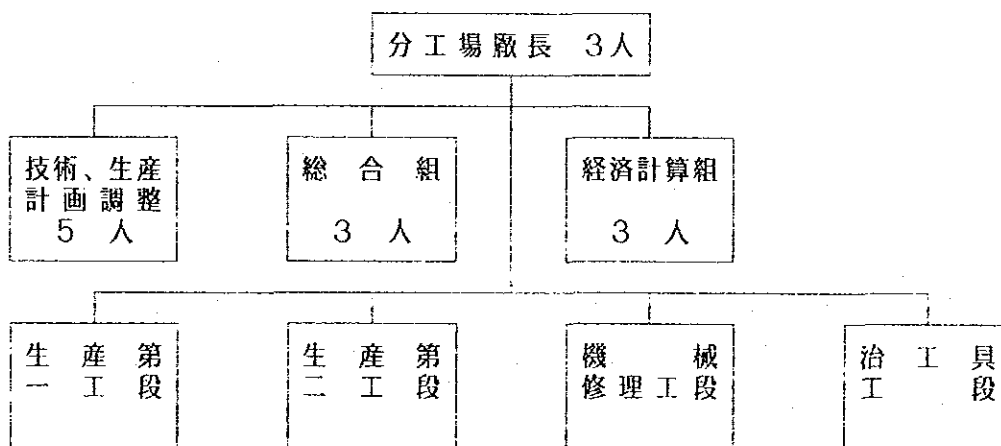 分工場厰長 3人
技術、生産
計画調整
5人
総合組
3人
経済計算組
3人
生産第
一工段
生産第
二工段
機械
修理工段
治工具
工段